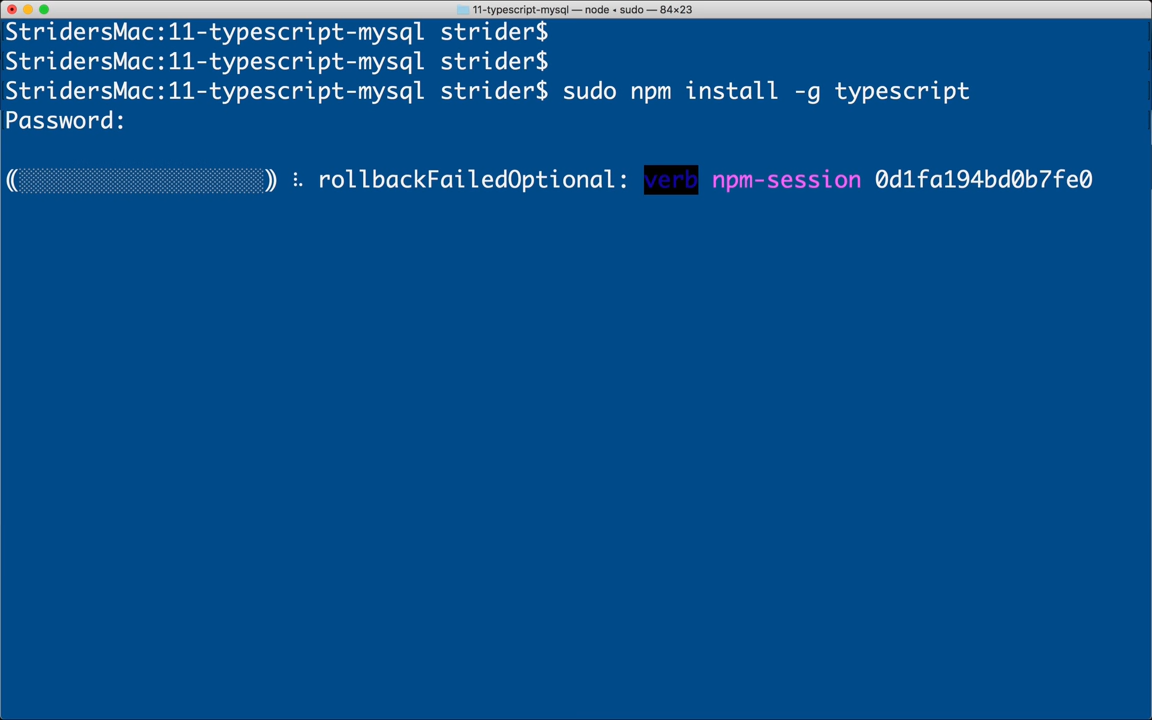 11-typescript-mysql — node ◂ sudo — 84×23
StridersMac:11-typescript-mysql strider$
StridersMac:11-typescript-mysql strider$
StridersMac:11-typescript-mysql strider$ sudo npm install -g typescript
Password:
rollbackFailedOptional: verb npm-session 0d1fa194bd0b7fe0